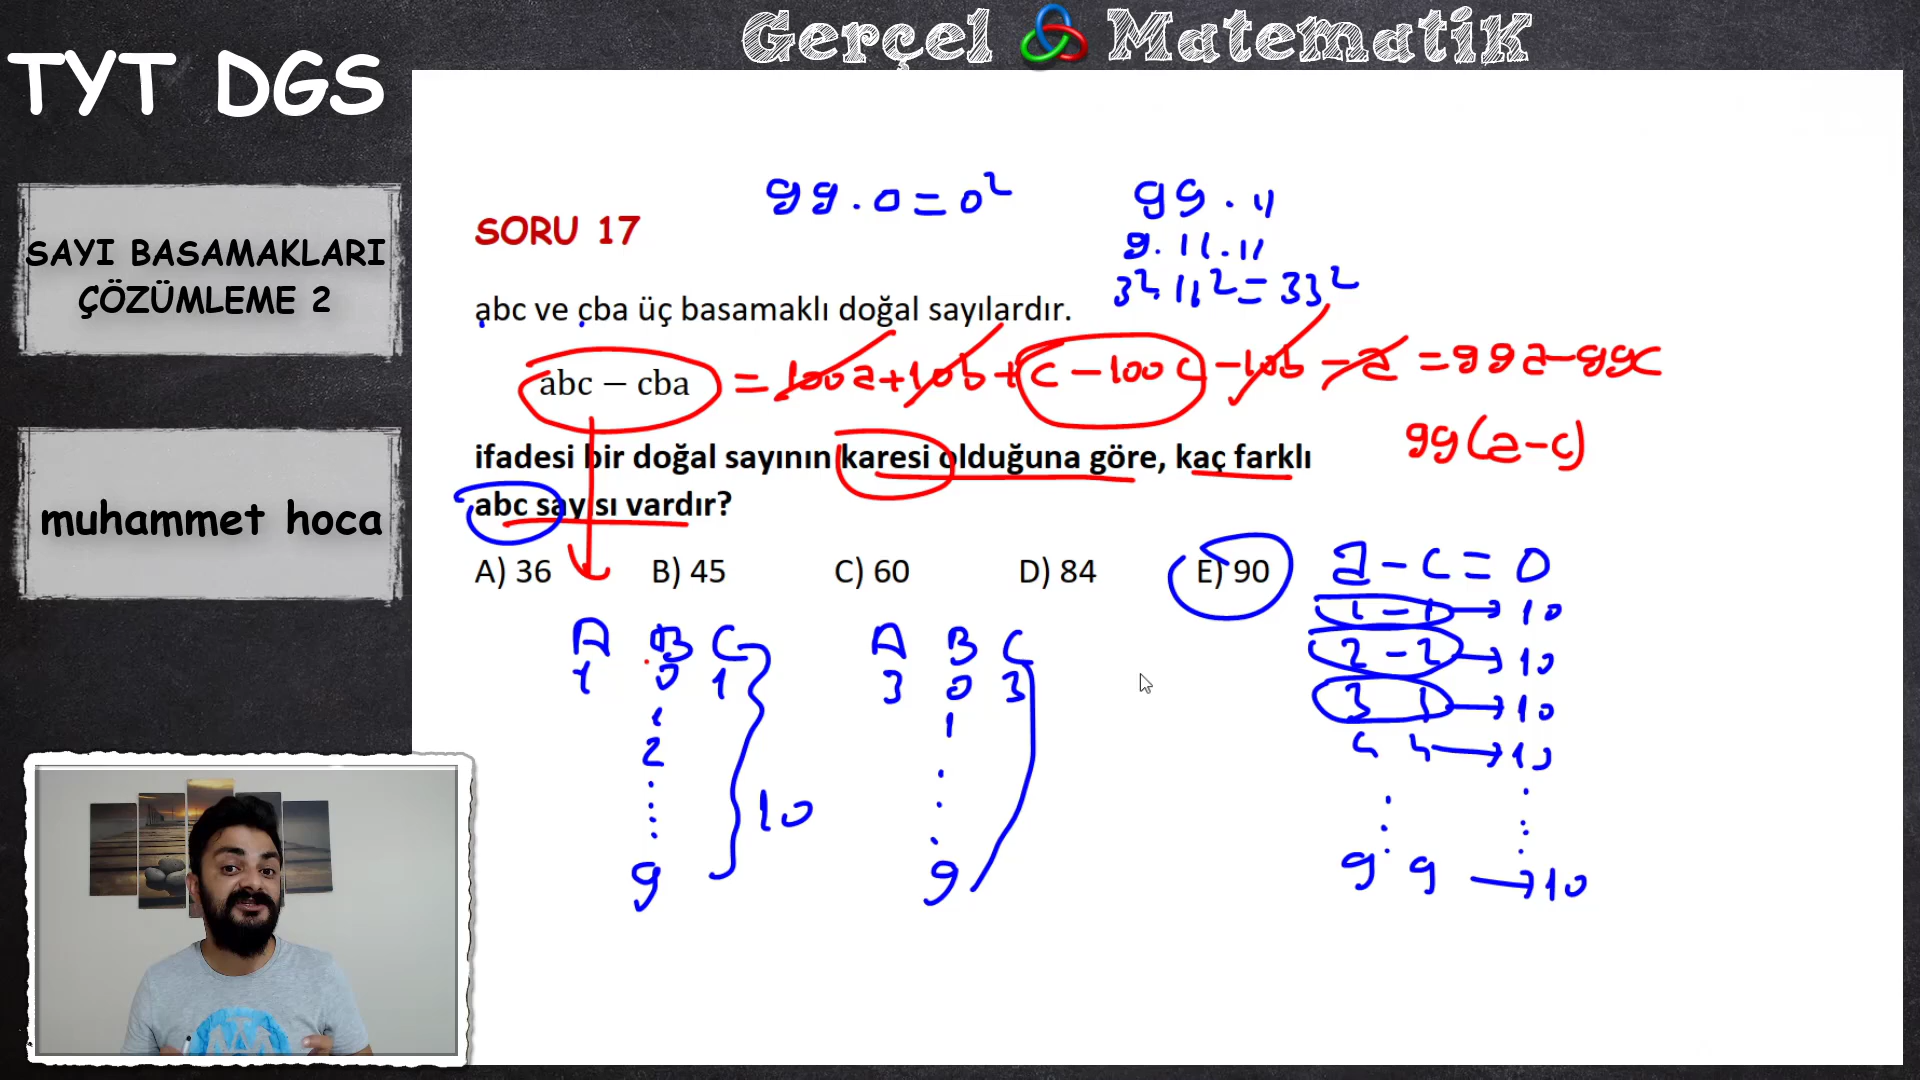 Gerçel Matematik
TYT DGS
SAYI BASAMAKLARI
ÇÖZÜMLEME 2
muhammet hoca
99 . 0 = 0²
99 . 11
9 . 11 . 11
3² . 11² = 33²
SORU 17
abc ve cba üç basamaklı doğal sayılardır.
abc − cba = 100a + 10b + c − 100c − 10b − a = 99a − 99c
99(a − c)
ifadesi bir doğal sayının karesi olduğuna göre, kaç farklı
abc sayısı vardır?
A) 36 B) 45 C) 60 D) 84 E) 90
a − c = 0
1 − 1 → 10
2 − 2 → 10
3 → 10
4 4 → 10
9 9 → 10
A B C
1 0 1
1
2
9
10
A B C
3 0 3
1
9